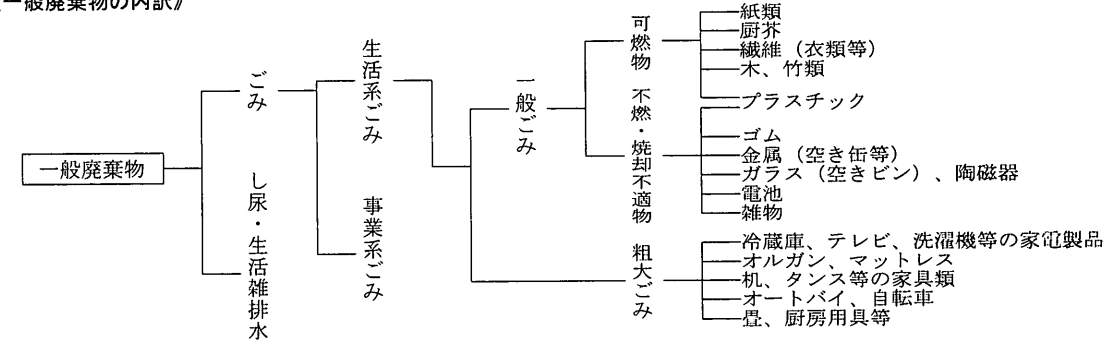 一般廃棄物の内訳》
一般廃棄物
ごみ
し尿・生活雑排水
生活系ごみ
事業系ごみ
一般ごみ
可燃物
不燃・焼却不適物
粗大ごみ
紙類
厨芥
繊維（衣類等）
木、竹類
プラスチック
ゴム
金属（空き缶等）
ガラス（空きビン）、陶磁器
電池
雑物
冷蔵庫、テレビ、洗濯機等の家電製品
オルガン、マットレス
机、タンス等の家具類
オートバイ、自転車
畳、厨房用具等